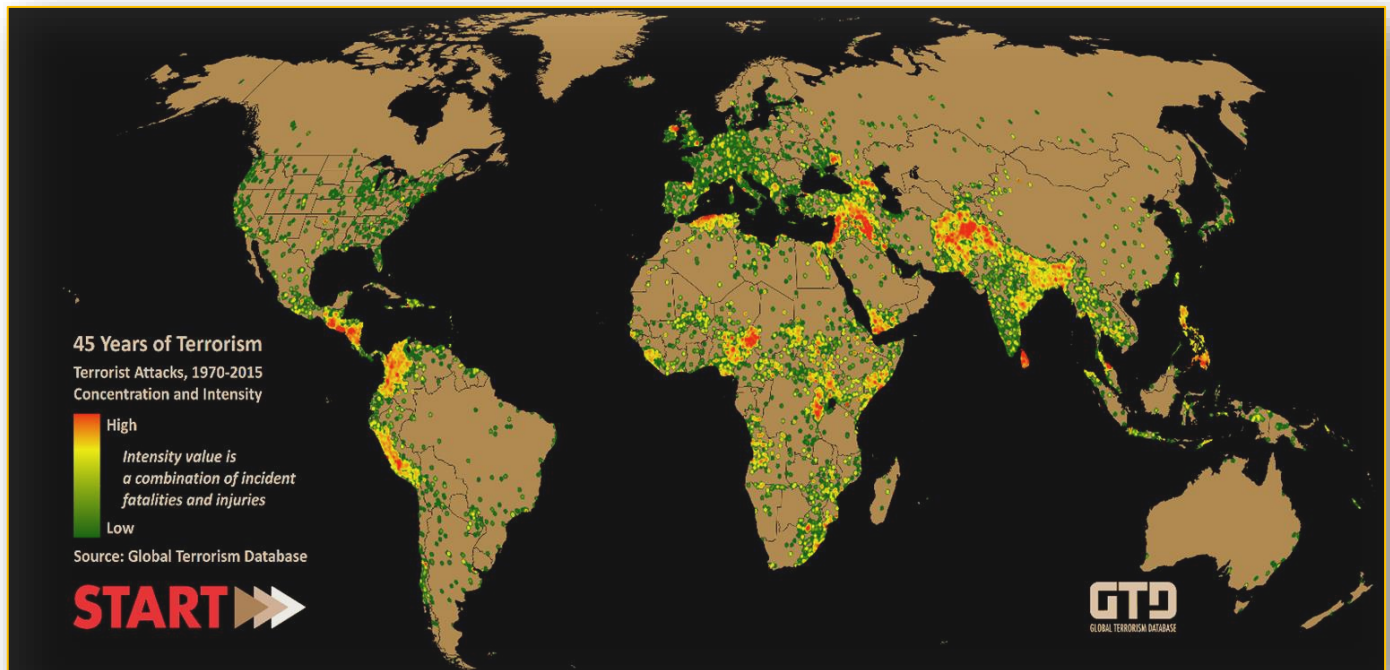 45 Years of Terrorism
Terrorist Attacks, 1970-2015
Concentration and Intensity
High
Intensity value is
a combination of incident
fatalities and injuries
Low
Source: Global Terrorism Database
START
GTD
GLOBAL TERRORISM DATABASE